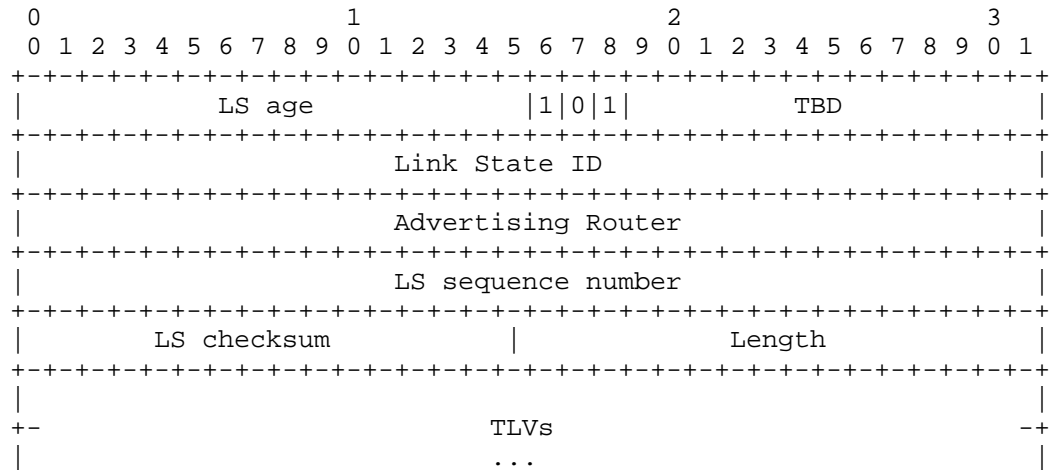 0                   1                   2                   3
 0 1 2 3 4 5 6 7 8 9 0 1 2 3 4 5 6 7 8 9 0 1 2 3 4 5 6 7 8 9 0 1
+-+-+-+-+-+-+-+-+-+-+-+-+-+-+-+-+-+-+-+-+-+-+-+-+-+-+-+-+-+-+-+-+
|            LS age                |1|0|1|          TBD          |
+-+-+-+-+-+-+-+-+-+-+-+-+-+-+-+-+-+-+-+-+-+-+-+-+-+-+-+-+-+-+-+-+
|                       Link State ID                           |
+-+-+-+-+-+-+-+-+-+-+-+-+-+-+-+-+-+-+-+-+-+-+-+-+-+-+-+-+-+-+-+-+
|                       Advertising Router                      |
+-+-+-+-+-+-+-+-+-+-+-+-+-+-+-+-+-+-+-+-+-+-+-+-+-+-+-+-+-+-+-+-+
|                       LS sequence number                      |
+-+-+-+-+-+-+-+-+-+-+-+-+-+-+-+-+-+-+-+-+-+-+-+-+-+-+-+-+-+-+-+-+
|        LS checksum           |             Length             |
+-+-+-+-+-+-+-+-+-+-+-+-+-+-+-+-+-+-+-+-+-+-+-+-+-+-+-+-+-+-+-+-+
|                                                               |
+-                            TLVs                             -+
|                             ...                               |